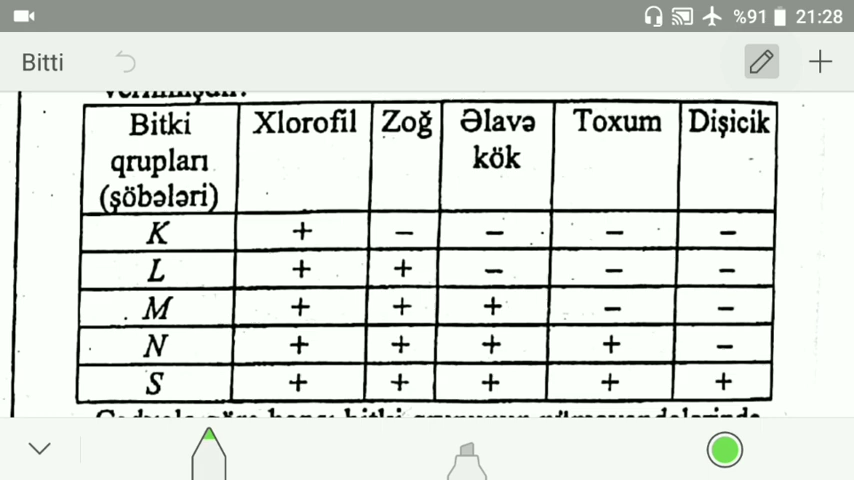 %91 21:28
Bitti
Bitki qrupları (şöbələri) Xlorofil Zoğ Əlavə kök Toxum Dişicik
K + – – – –
L + + – – –
M + + + – –
N + + + + –
S + + + + +